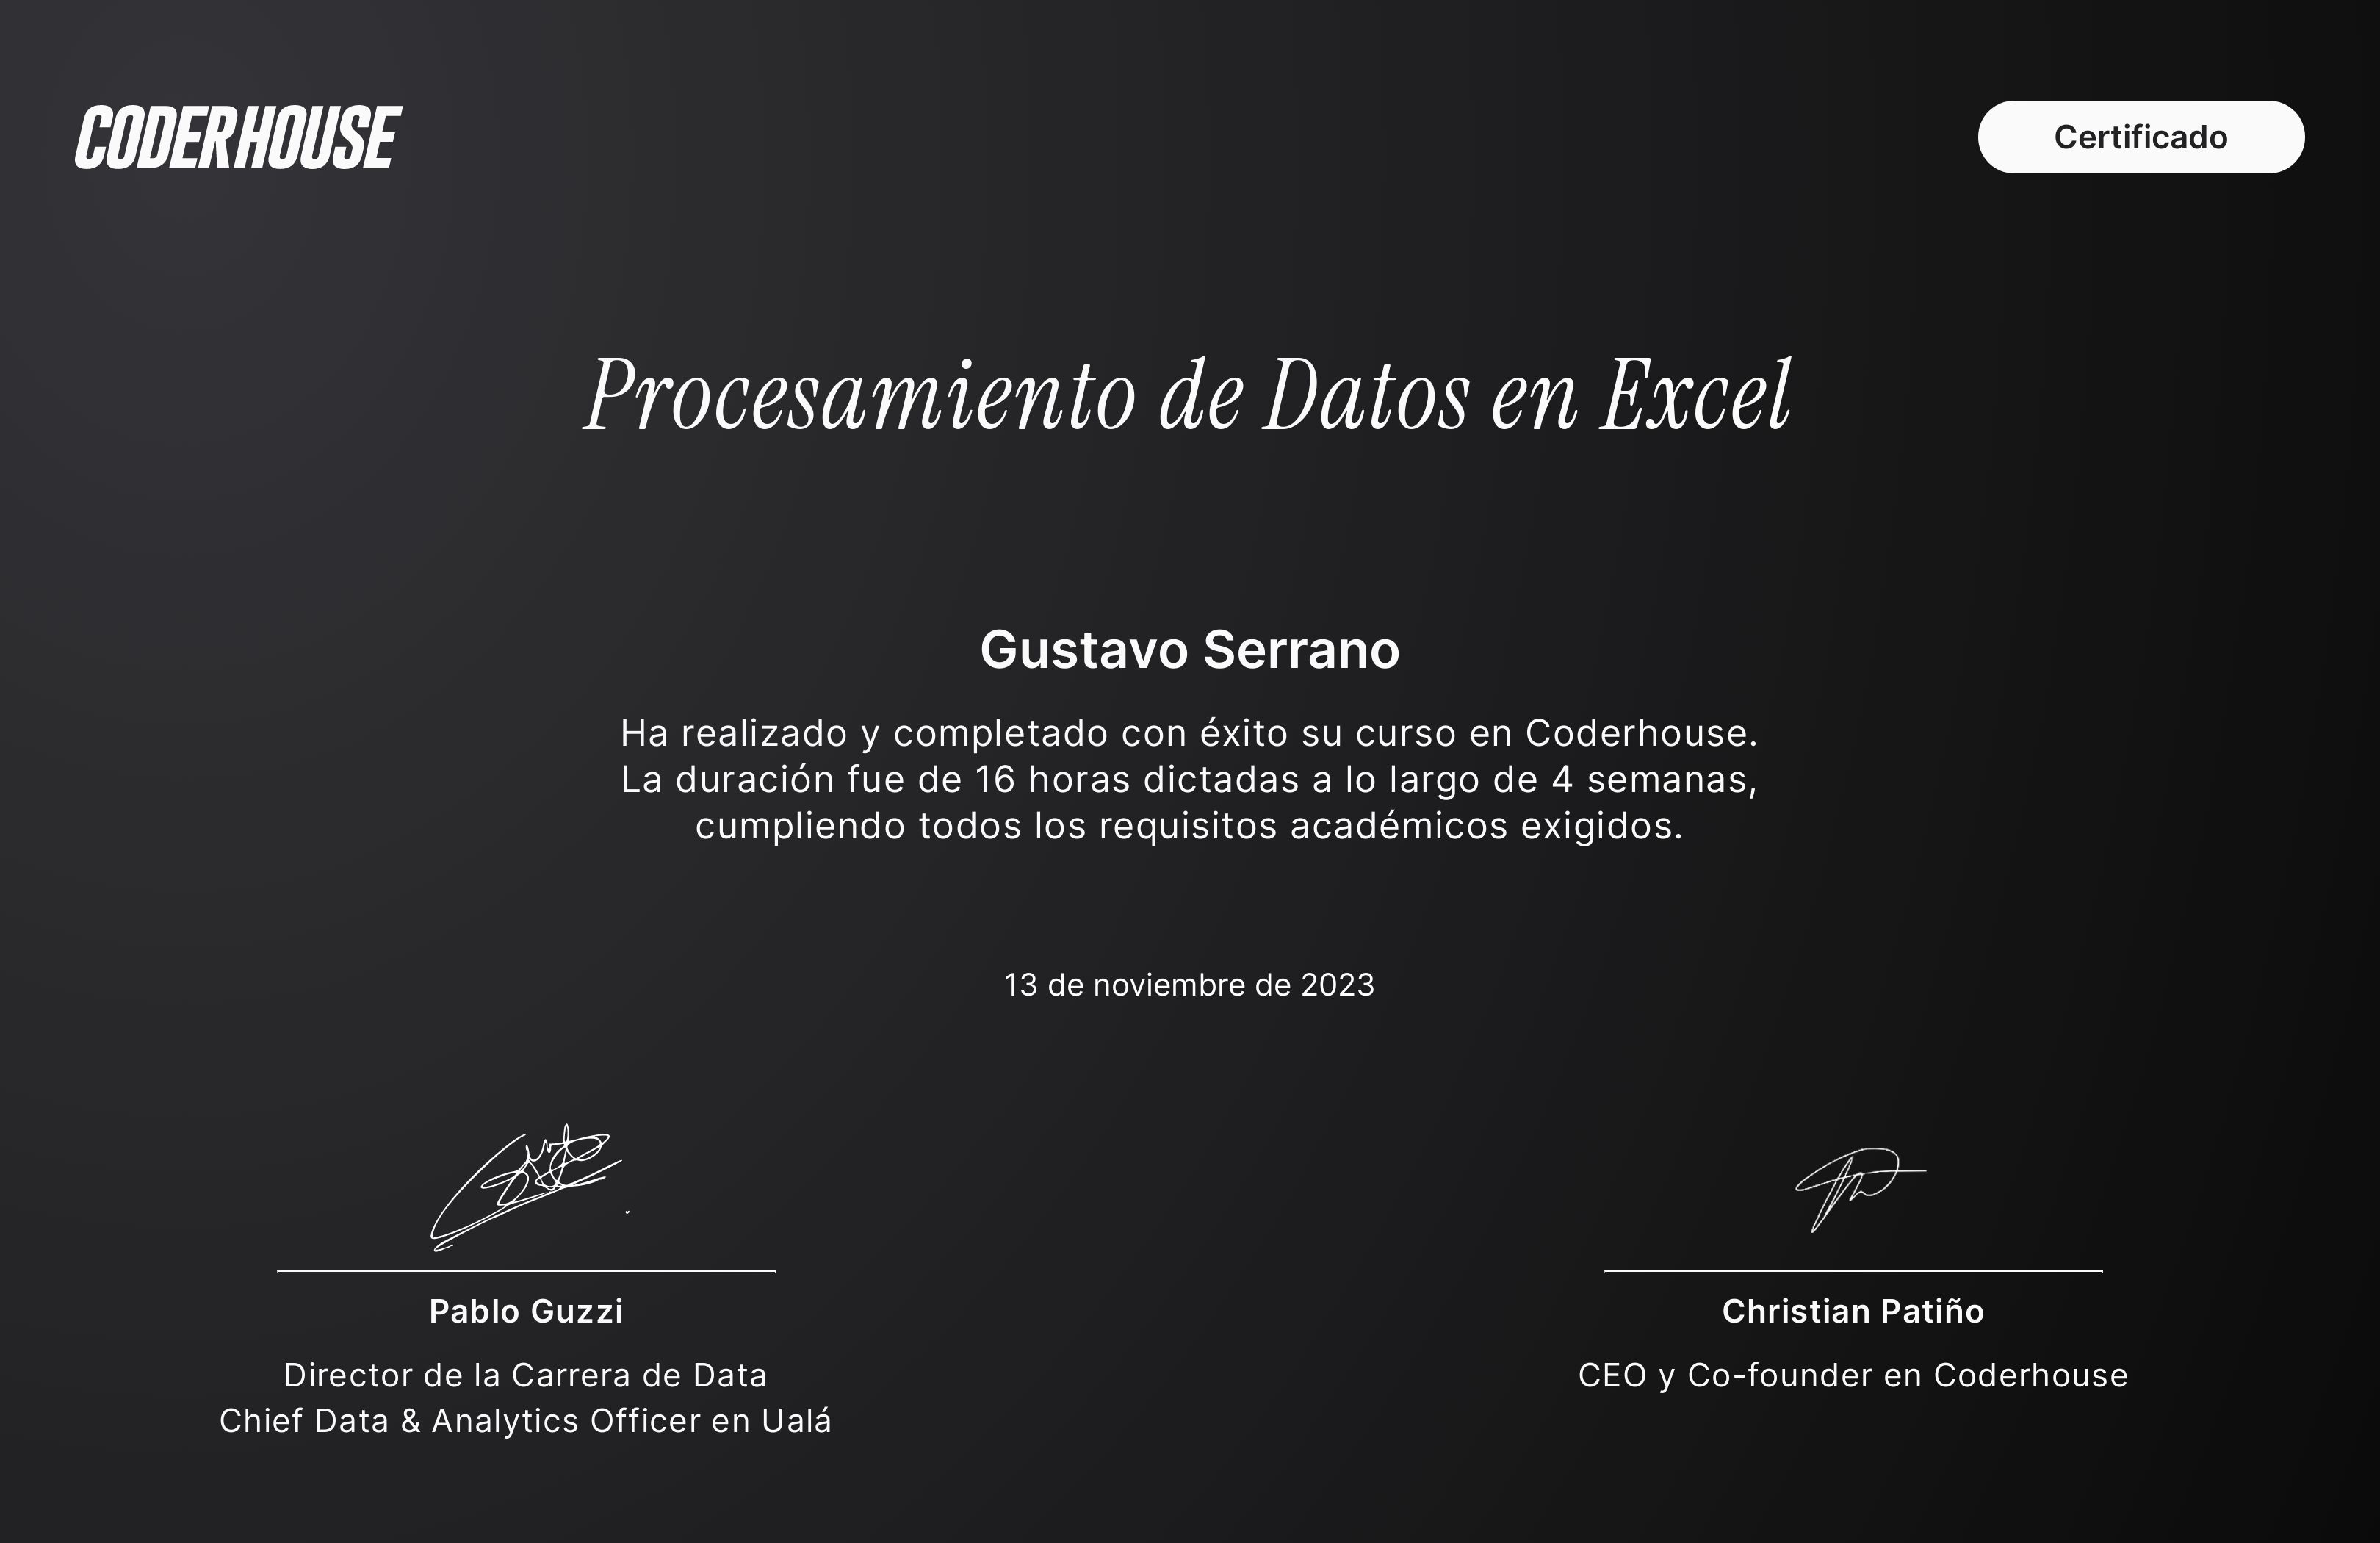 CODERHOUSE
Certificado
Procesamiento de Datos en Excel
Gustavo Serrano
Ha realizado y completado con éxito su curso en Coderhouse.
La duración fue de 16 horas dictadas a lo largo de 4 semanas,
cumpliendo todos los requisitos académicos exigidos.
13 de noviembre de 2023
Pablo Guzzi
Director de la Carrera de Data
Chief Data & Analytics Officer en Ualá
Christian Patiño
CEO y Co-founder en Coderhouse